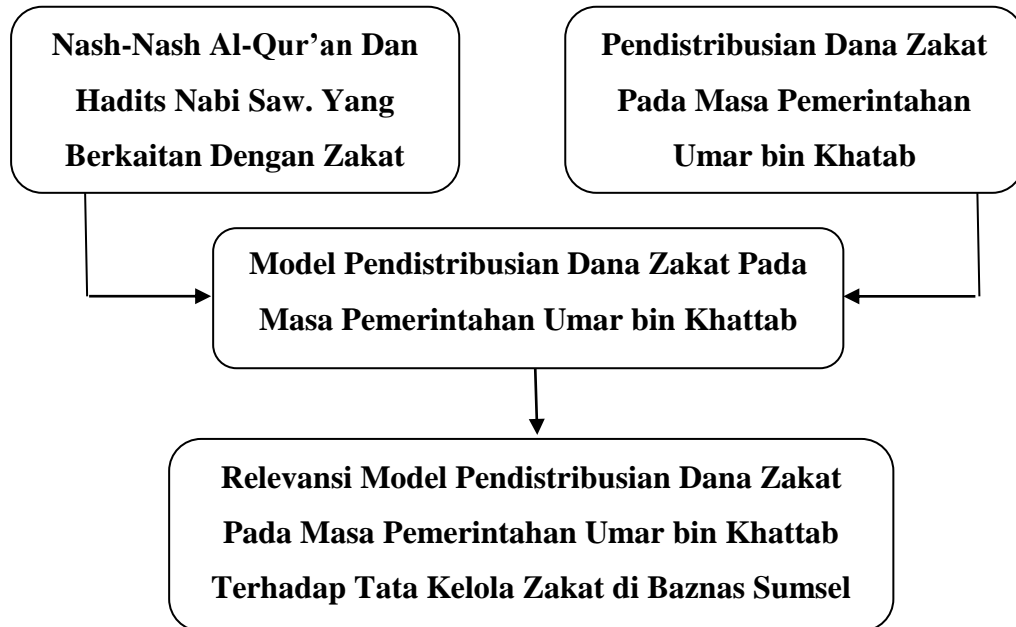 Nash-Nash Al-Qur’an Dan
Hadits Nabi Saw. Yang
Berkaitan Dengan Zakat
Pendistribusian Dana Zakat
Pada Masa Pemerintahan
Umar bin Khatab
Model Pendistribusian Dana Zakat Pada
Masa Pemerintahan Umar bin Khattab
Relevansi Model Pendistribusian Dana Zakat
Pada Masa Pemerintahan Umar bin Khattab
Terhadap Tata Kelola Zakat di Baznas Sumsel